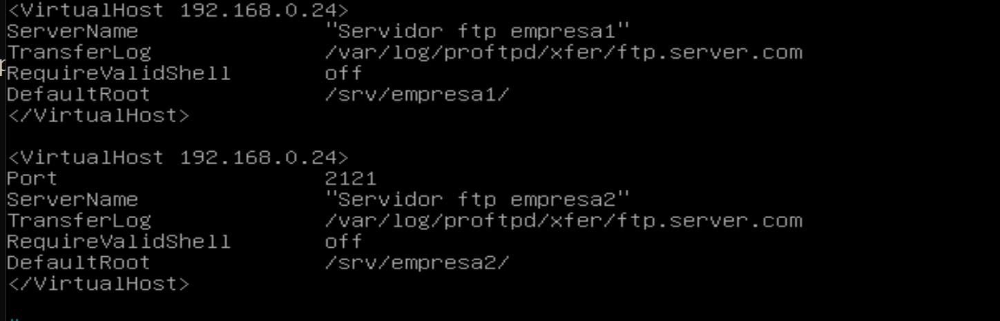 <VirtualHost 192.168.0.24>
ServerName "Servidor ftp empresa1"
TransferLog /var/log/proftpd/xfer/ftp.server.com
RequireValidShell off
DefaultRoot /srv/empresa1/
</VirtualHost>
<VirtualHost 192.168.0.24>
Port 2121
ServerName "Servidor ftp empresa2"
TransferLog /var/log/proftpd/xfer/ftp.server.com
RequireValidShell off
DefaultRoot /srv/empresa2/
</VirtualHost>